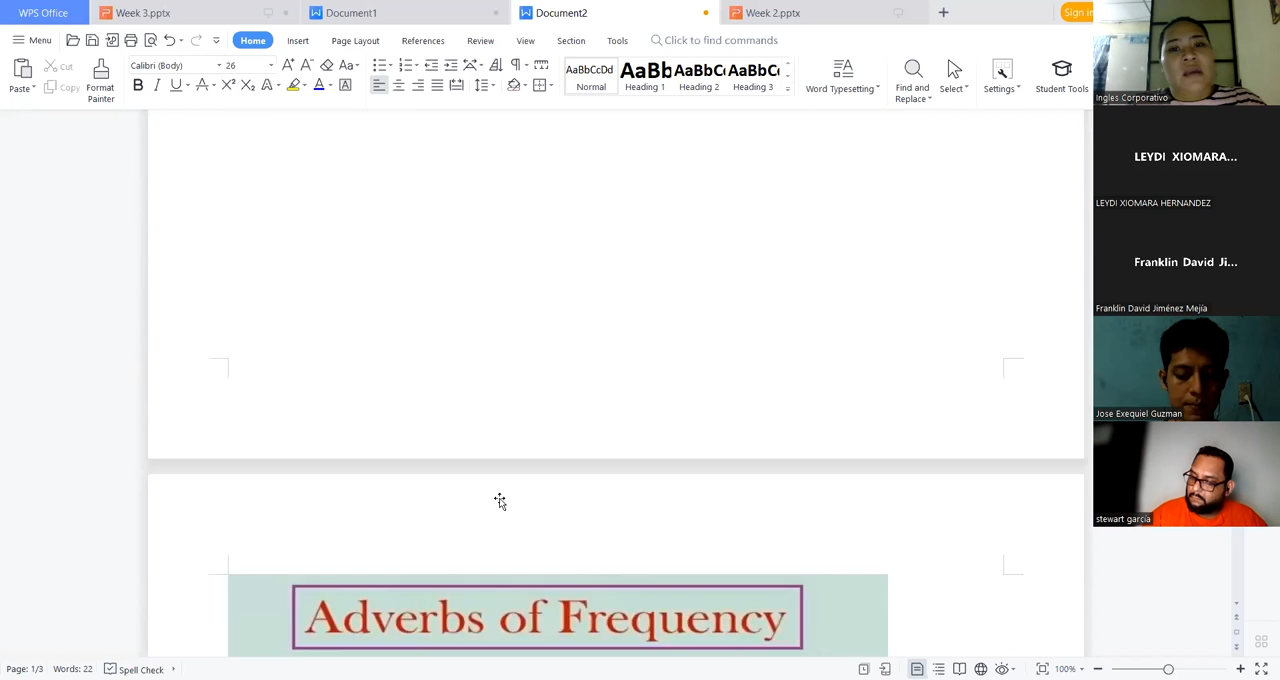 WPS Office
Week 3.pptx
Document1
Document2
Week 2.pptx
Sign in
Menu
Home
Insert
Page Layout
References
Review
View
Section
Tools
Click to find commands
Paste
Cut
Copy
Format Painter
Calibri (Body)
26
AaBbCcDd
Normal
AaBb
Heading 1
AaBbC
Heading 2
AaBbC
Heading 3
Word Typesetting
Find and Replace
Select
Settings
Student Tools
Adverbs of Frequency
Ingles Corporativo
LEYDI XIOMARA...
LEYDI XIOMARA HERNANDEZ
Franklin David Ji...
Franklin David Jiménez Mejía
Jose Exequiel Guzman
stewart garcia
Page: 1/3
Words: 22
Spell Check
100%